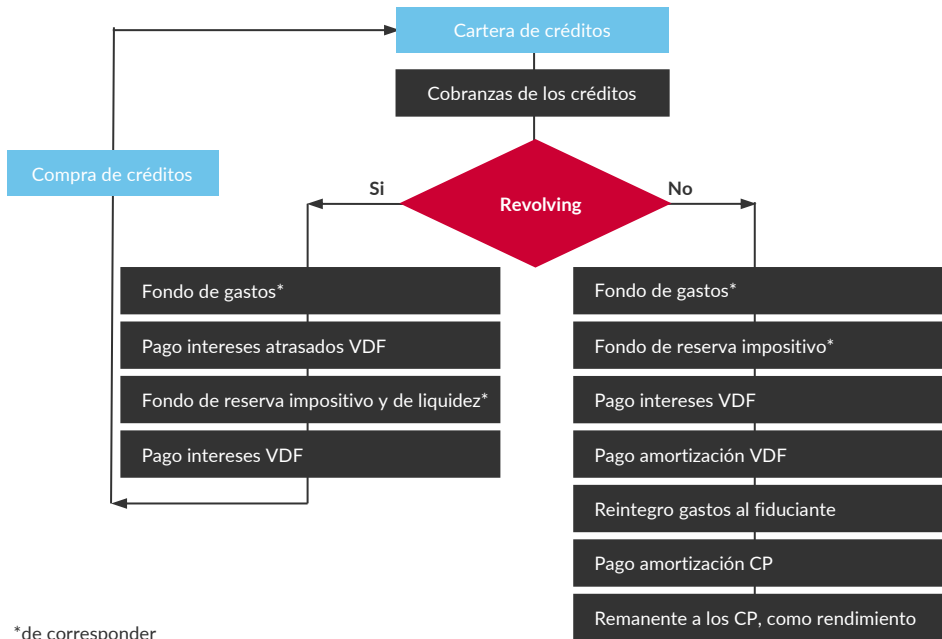 Cartera de créditos
Cobranzas de los créditos
Compra de créditos
Si
Revolving
No
Fondo de gastos*
Pago intereses atrasados VDF
Fondo de reserva impositivo y de liquidez*
Pago intereses VDF
Fondo de gastos*
Fondo de reserva impositivo*
Pago intereses VDF
Pago amortización VDF
Reintegro gastos al fiduciante
Pago amortización CP
Remanente a los CP, como rendimiento
*de corresponder